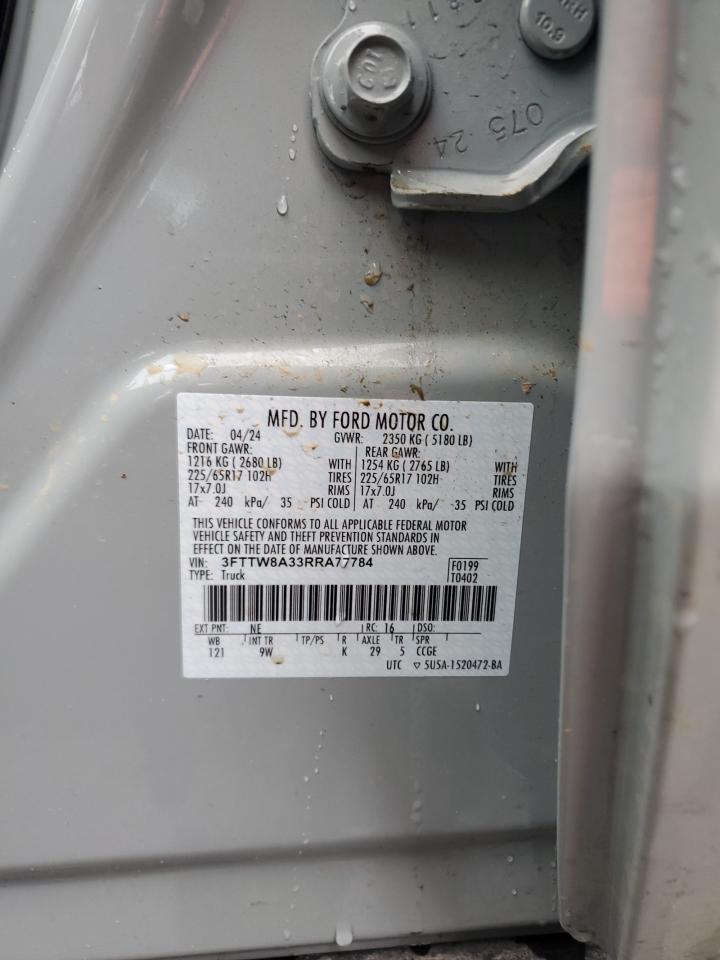 RH
10.9
075 24
MFD. BY FORD MOTOR CO.
DATE: 04/24 GVWR: 2350 KG ( 5180 LB)
FRONT GAWR: REAR GAWR:
1216 KG ( 2680 LB) WITH 1254 KG ( 2765 LB) WITH
225/65R17 102H TIRES 225/65R17 102H TIRES
17x7.0J RIMS 17x7.0J RIMS
AT 240 kPa/ 35 PSI COLD AT 240 kPa/ 35 PSI COLD
THIS VEHICLE CONFORMS TO ALL APPLICABLE FEDERAL MOTOR
VEHICLE SAFETY AND THEFT PREVENTION STANDARDS IN
EFFECT ON THE DATE OF MANUFACTURE SHOWN ABOVE.
VIN: 3FTTW8A33RRA77784 F0199
TYPE: Truck T0402
EXT PNT: NE RC: 16 DSO:
WB INT TR TP/PS R AXLE TR SPR
121 9W K 29 5 CCGE
UTC ▽ 5U5A-1520472-BA